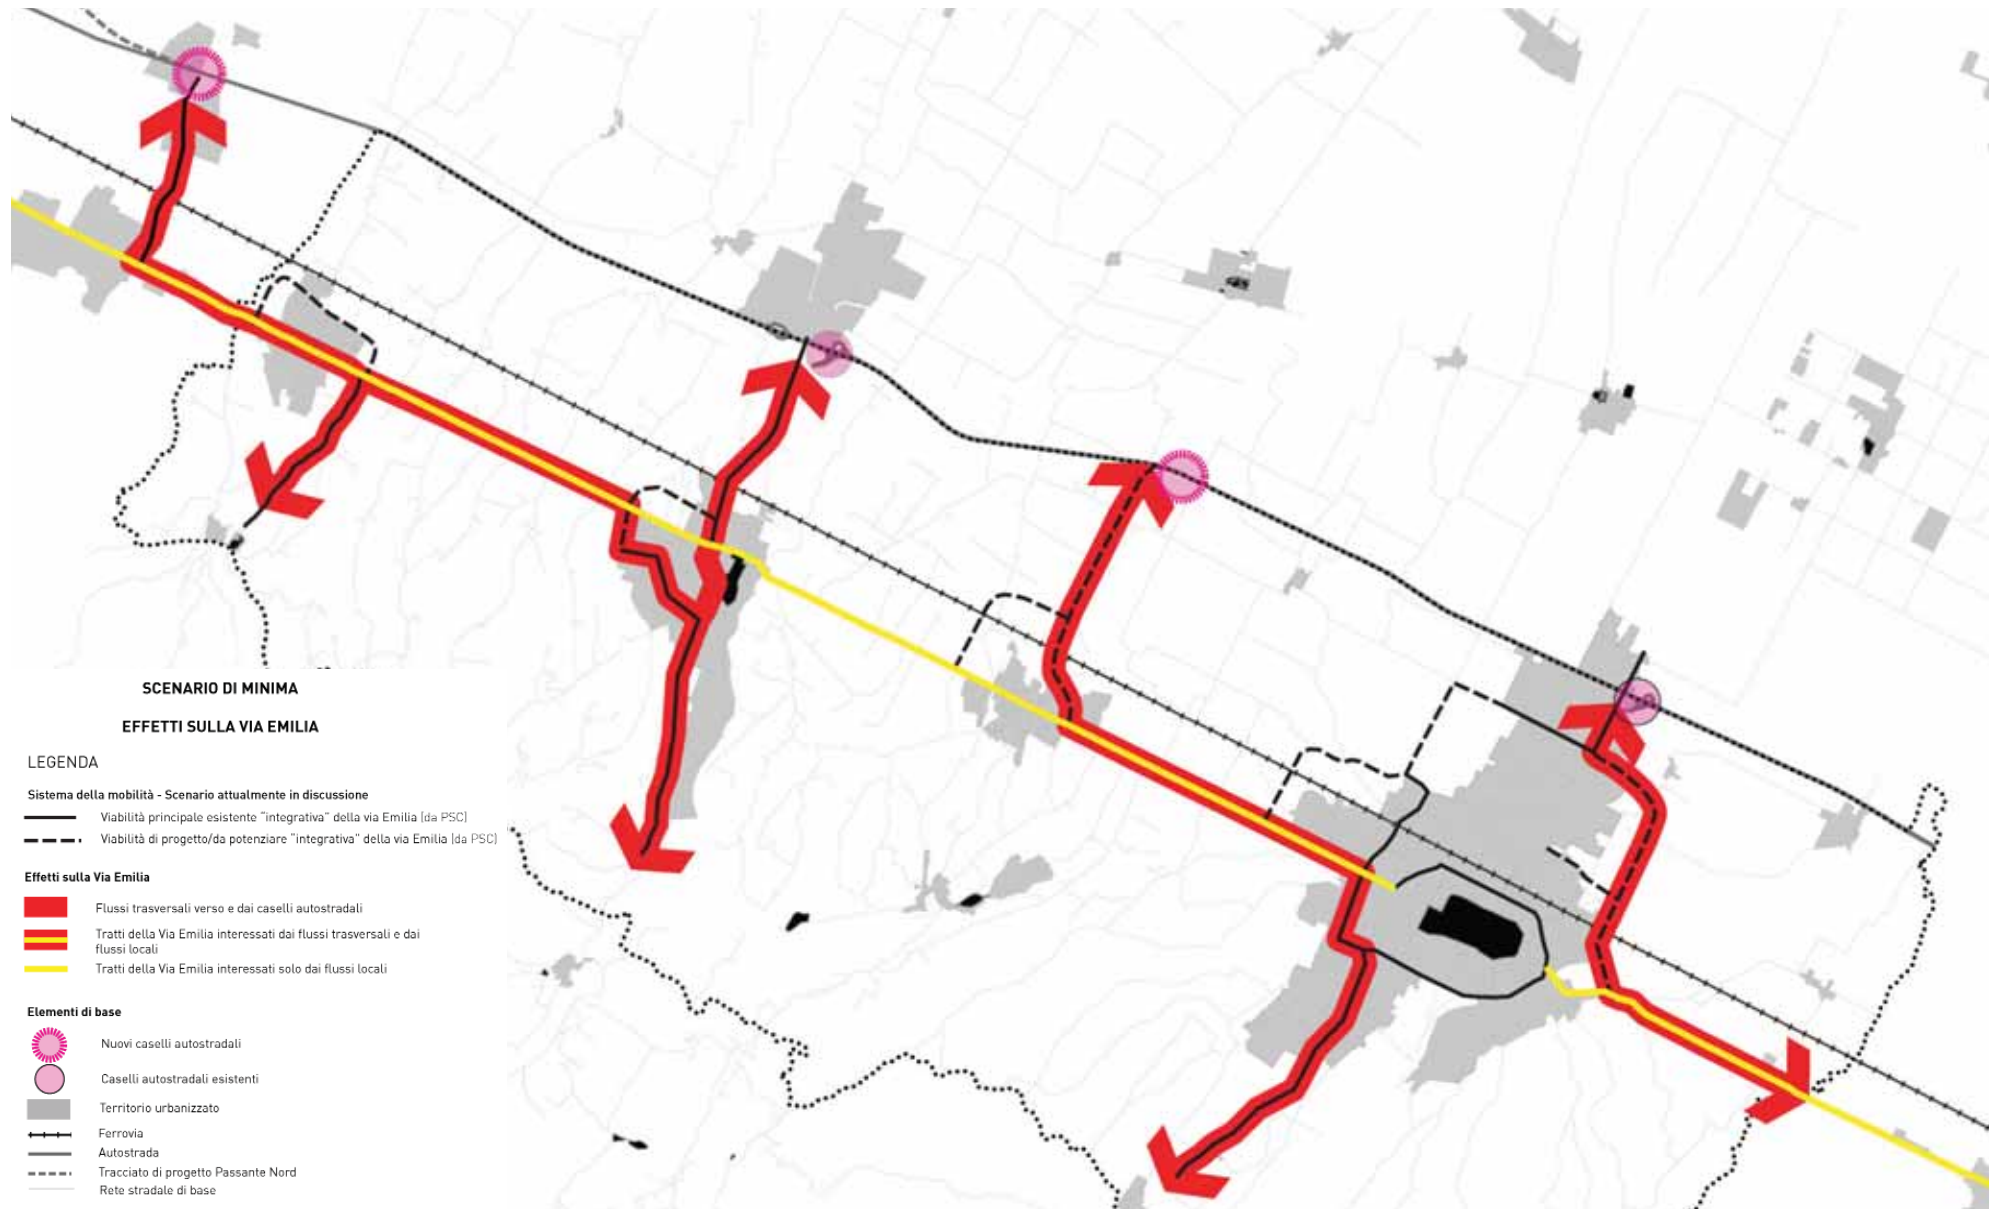 SCENARIO DI MINIMA
EFFETTI SULLA VIA EMILIA
LEGENDA
Sistema della mobilità - Scenario attualmente in discussione
Viabilità principale esistente “integrativa” della via Emilia (da PSC)
Viabilità di progetto/da potenziare “integrativa” della via Emilia (da PSC)
Effetti sulla Via Emilia
Flussi trasversali verso e dai caselli autostradali
Tratti della Via Emilia interessati dai flussi trasversali e dai
flussi locali
Tratti della Via Emilia interessati solo dai flussi locali
Elementi di base
Nuovi caselli autostradali
Caselli autostradali esistenti
Territorio urbanizzato
Ferrovia
Autostrada
Tracciato di progetto Passante Nord
Rete stradale di base